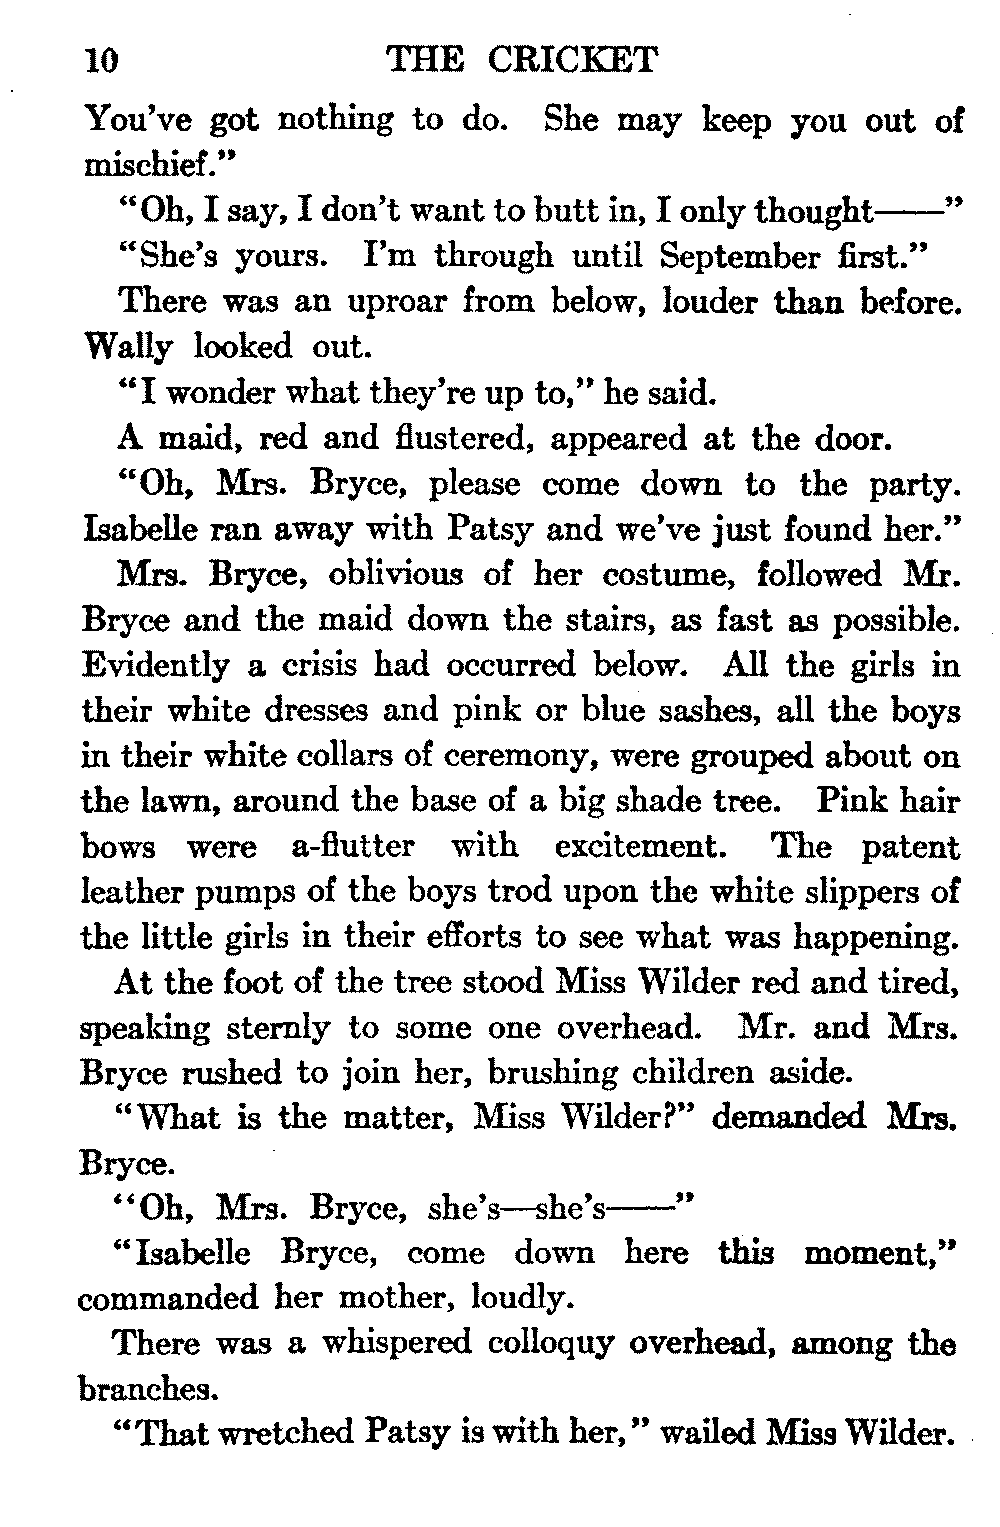 10 THE CRICKET
You've got nothing to do. She may keep you out of
mischief."
"Oh, I say, I don't want to butt in, I only thought——"
"She's yours. I'm through until September first."
There was an uproar from below, louder than before.
Wally looked out.
"I wonder what they're up to," he said.
A maid, red and flustered, appeared at the door.
"Oh, Mrs. Bryce, please come down to the party.
Isabelle ran away with Patsy and we've just found her."
Mrs. Bryce, oblivious of her costume, followed Mr.
Bryce and the maid down the stairs, as fast as possible.
Evidently a crisis had occurred below. All the girls in
their white dresses and pink or blue sashes, all the boys
in their white collars of ceremony, were grouped about on
the lawn, around the base of a big shade tree. Pink hair
bows were a-flutter with excitement. The patent
leather pumps of the boys trod upon the white slippers of
the little girls in their efforts to see what was happening.
At the foot of the tree stood Miss Wilder red and tired,
speaking sternly to some one overhead. Mr. and Mrs.
Bryce rushed to join her, brushing children aside.
"What is the matter, Miss Wilder?" demanded Mrs.
Bryce.
"Oh, Mrs. Bryce, she's—she's——"
"Isabelle Bryce, come down here this moment,"
commanded her mother, loudly.
There was a whispered colloquy overhead, among the
branches.
"That wretched Patsy is with her," wailed Miss Wilder.